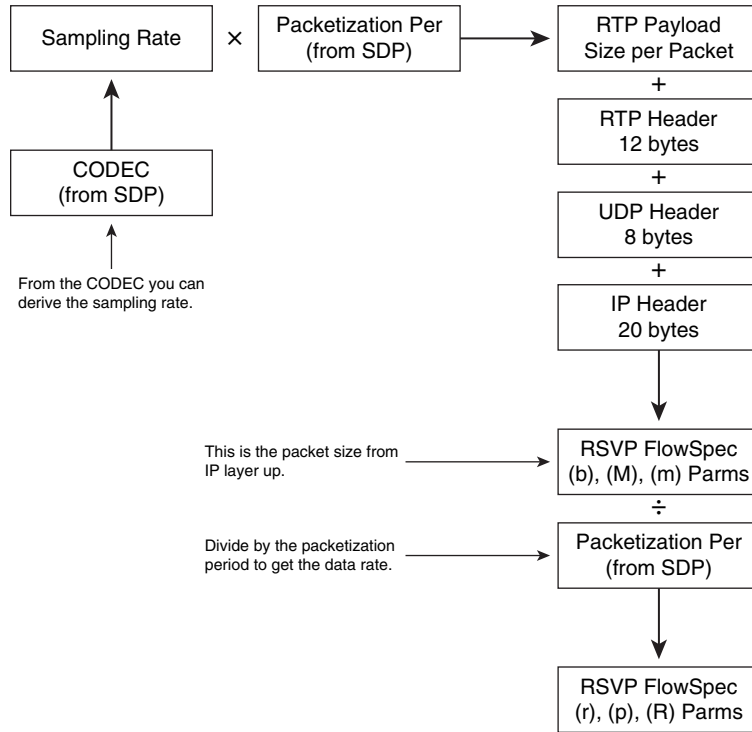 Sampling Rate
×
Packetization Per
(from SDP)
RTP Payload
Size per Packet
+
RTP Header
12 bytes
+
UDP Header
8 bytes
+
IP Header
20 bytes
CODEC
(from SDP)
From the CODEC you can
derive the sampling rate.
This is the packet size from
IP layer up.
RSVP FlowSpec
(b), (M), (m) Parms
÷
Divide by the packetization
period to get the data rate.
Packetization Per
(from SDP)
RSVP FlowSpec
(r), (p), (R) Parms